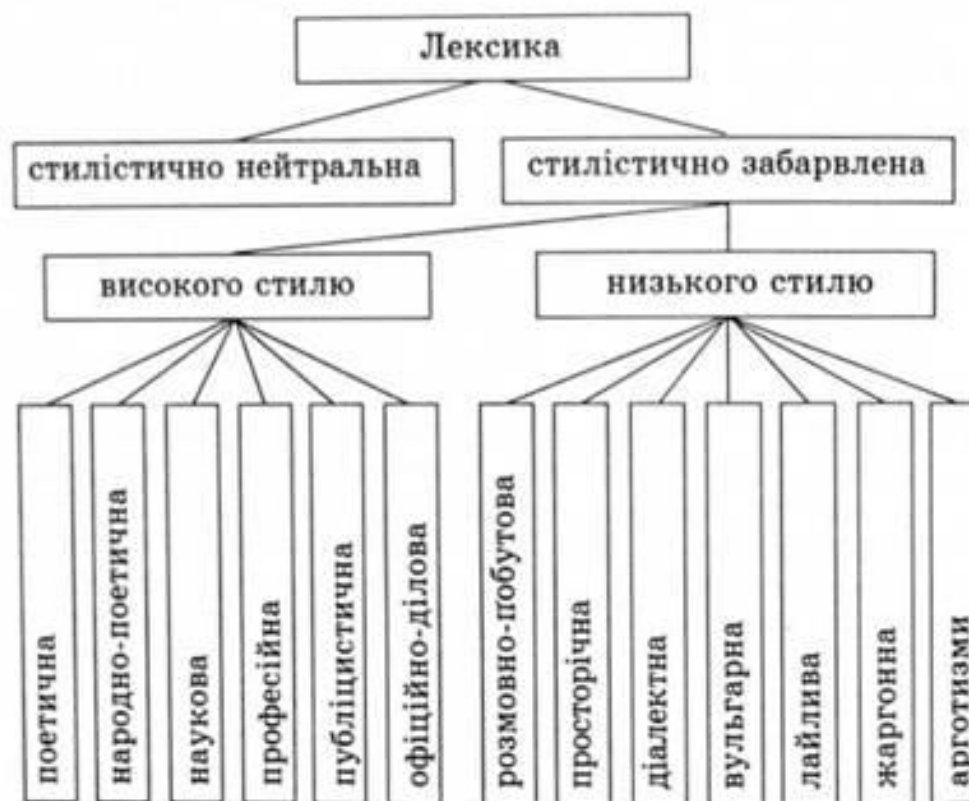 Лексика
стилістично нейтральна
стилістично забарвлена
високого стилю
низького стилю
поетична
народно-поетична
наукова
професійна
публіцистична
офіційно-ділова
розмовно-побутова
просторічна
діалектна
вульгарна
лайлива
жаргонна
арготизми